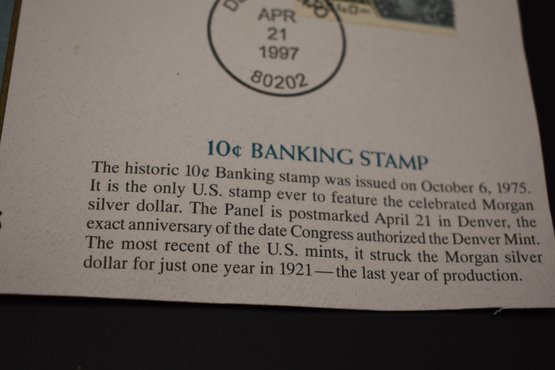 APR
21
1997
80202
10¢ BANKING STAMP
The historic 10¢ Banking stamp was issued on October 6, 1975.
It is the only U.S. stamp ever to feature the celebrated Morgan
silver dollar. The Panel is postmarked April 21 in Denver, the
exact anniversary of the date Congress authorized the Denver Mint.
The most recent of the U.S. mints, it struck the Morgan silver
dollar for just one year in 1921—the last year of production.